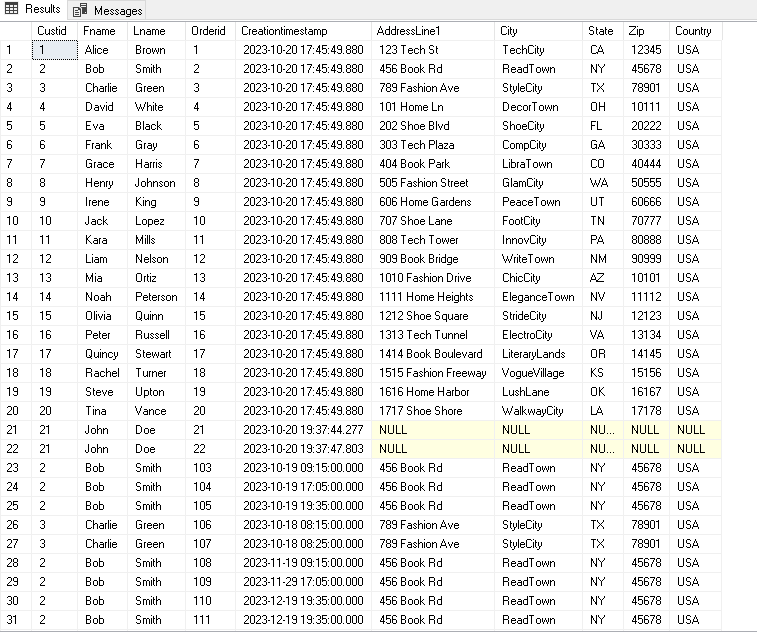 Results Messages
Custid Fname Lname Orderid Creationtimestamp AddressLine1 City State Zip Country
1 1 Alice Brown 1 2023-10-20 17:45:49.880 123 Tech St TechCity CA 12345 USA
2 2 Bob Smith 2 2023-10-20 17:45:49.880 456 Book Rd ReadTown NY 45678 USA
3 3 Charlie Green 3 2023-10-20 17:45:49.880 789 Fashion Ave StyleCity TX 78901 USA
4 4 David White 4 2023-10-20 17:45:49.880 101 Home Ln DecorTown OH 10111 USA
5 5 Eva Black 5 2023-10-20 17:45:49.880 202 Shoe Blvd ShoeCity FL 20222 USA
6 6 Frank Gray 6 2023-10-20 17:45:49.880 303 Tech Plaza CompCity GA 30333 USA
7 7 Grace Harris 7 2023-10-20 17:45:49.880 404 Book Park LibraTown CO 40444 USA
8 8 Henry Johnson 8 2023-10-20 17:45:49.880 505 Fashion Street GlamCity WA 50555 USA
9 9 Irene King 9 2023-10-20 17:45:49.880 606 Home Gardens PeaceTown UT 60666 USA
10 10 Jack Lopez 10 2023-10-20 17:45:49.880 707 Shoe Lane FootCity TN 70777 USA
11 11 Kara Mills 11 2023-10-20 17:45:49.880 808 Tech Tower InnovCity PA 80888 USA
12 12 Liam Nelson 12 2023-10-20 17:45:49.880 909 Book Bridge WriteTown NM 90999 USA
13 13 Mia Ortiz 13 2023-10-20 17:45:49.880 1010 Fashion Drive ChicCity AZ 10101 USA
14 14 Noah Peterson 14 2023-10-20 17:45:49.880 1111 Home Heights EleganceTown NV 11112 USA
15 15 Olivia Quinn 15 2023-10-20 17:45:49.880 1212 Shoe Square StrideCity NJ 12123 USA
16 16 Peter Russell 16 2023-10-20 17:45:49.880 1313 Tech Tunnel ElectroCity VA 13134 USA
17 17 Quincy Stewart 17 2023-10-20 17:45:49.880 1414 Book Boulevard LiteraryLands OR 14145 USA
18 18 Rachel Turner 18 2023-10-20 17:45:49.880 1515 Fashion Freeway VogueVillage KS 15156 USA
19 19 Steve Upton 19 2023-10-20 17:45:49.880 1616 Home Harbor LushLane OK 16167 USA
20 20 Tina Vance 20 2023-10-20 17:45:49.880 1717 Shoe Shore WalkwayCity LA 17178 USA
21 21 John Doe 21 2023-10-20 19:37:44.277 NULL NULL NU... NULL NULL
22 21 John Doe 22 2023-10-20 19:37:47.803 NULL NULL NU... NULL NULL
23 2 Bob Smith 103 2023-10-19 09:15:00.000 456 Book Rd ReadTown NY 45678 USA
24 2 Bob Smith 104 2023-10-19 17:05:00.000 456 Book Rd ReadTown NY 45678 USA
25 2 Bob Smith 105 2023-10-19 19:35:00.000 456 Book Rd ReadTown NY 45678 USA
26 3 Charlie Green 106 2023-10-18 08:15:00.000 789 Fashion Ave StyleCity TX 78901 USA
27 3 Charlie Green 107 2023-10-18 08:25:00.000 789 Fashion Ave StyleCity TX 78901 USA
28 2 Bob Smith 108 2023-11-19 09:15:00.000 456 Book Rd ReadTown NY 45678 USA
29 2 Bob Smith 109 2023-11-29 17:05:00.000 456 Book Rd ReadTown NY 45678 USA
30 2 Bob Smith 110 2023-12-19 19:35:00.000 456 Book Rd ReadTown NY 45678 USA
31 2 Bob Smith 111 2023-12-19 19:35:00.000 456 Book Rd ReadTown NY 45678 USA